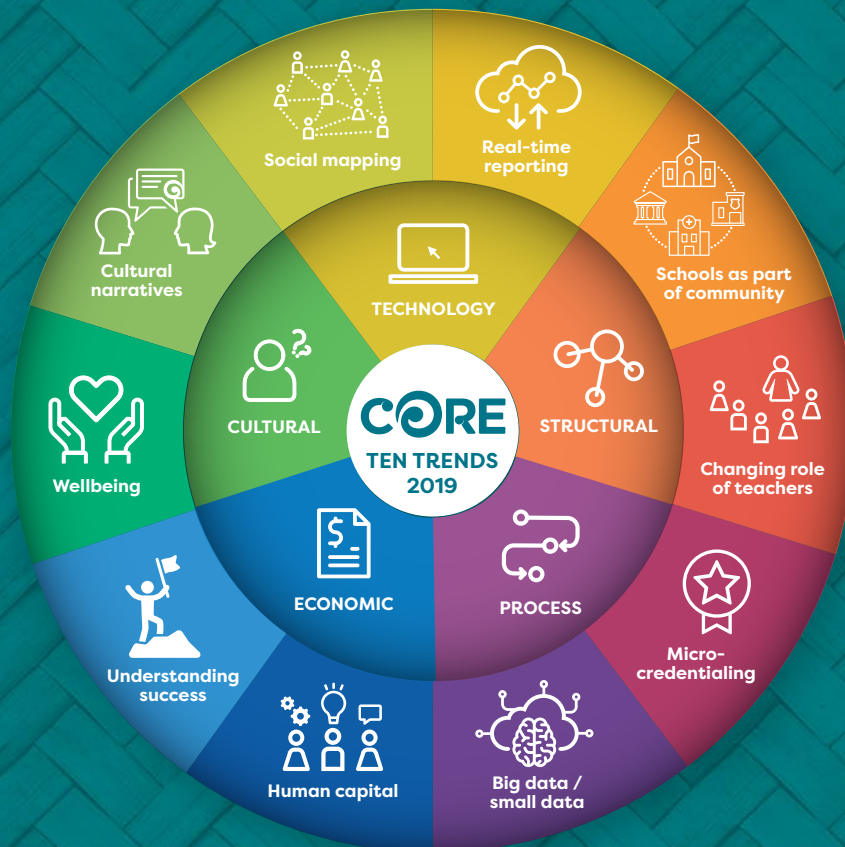 Social mapping
Real-time
reporting
Cultural
narratives
Schools as part
of community
TECHNOLOGY
CULTURAL
STRUCTURAL
CORE
TEN TRENDS
2019
Wellbeing
Changing role
of teachers
ECONOMIC
PROCESS
$
Understanding
success
Micro-
credentialing
Human capital
Big data /
small data